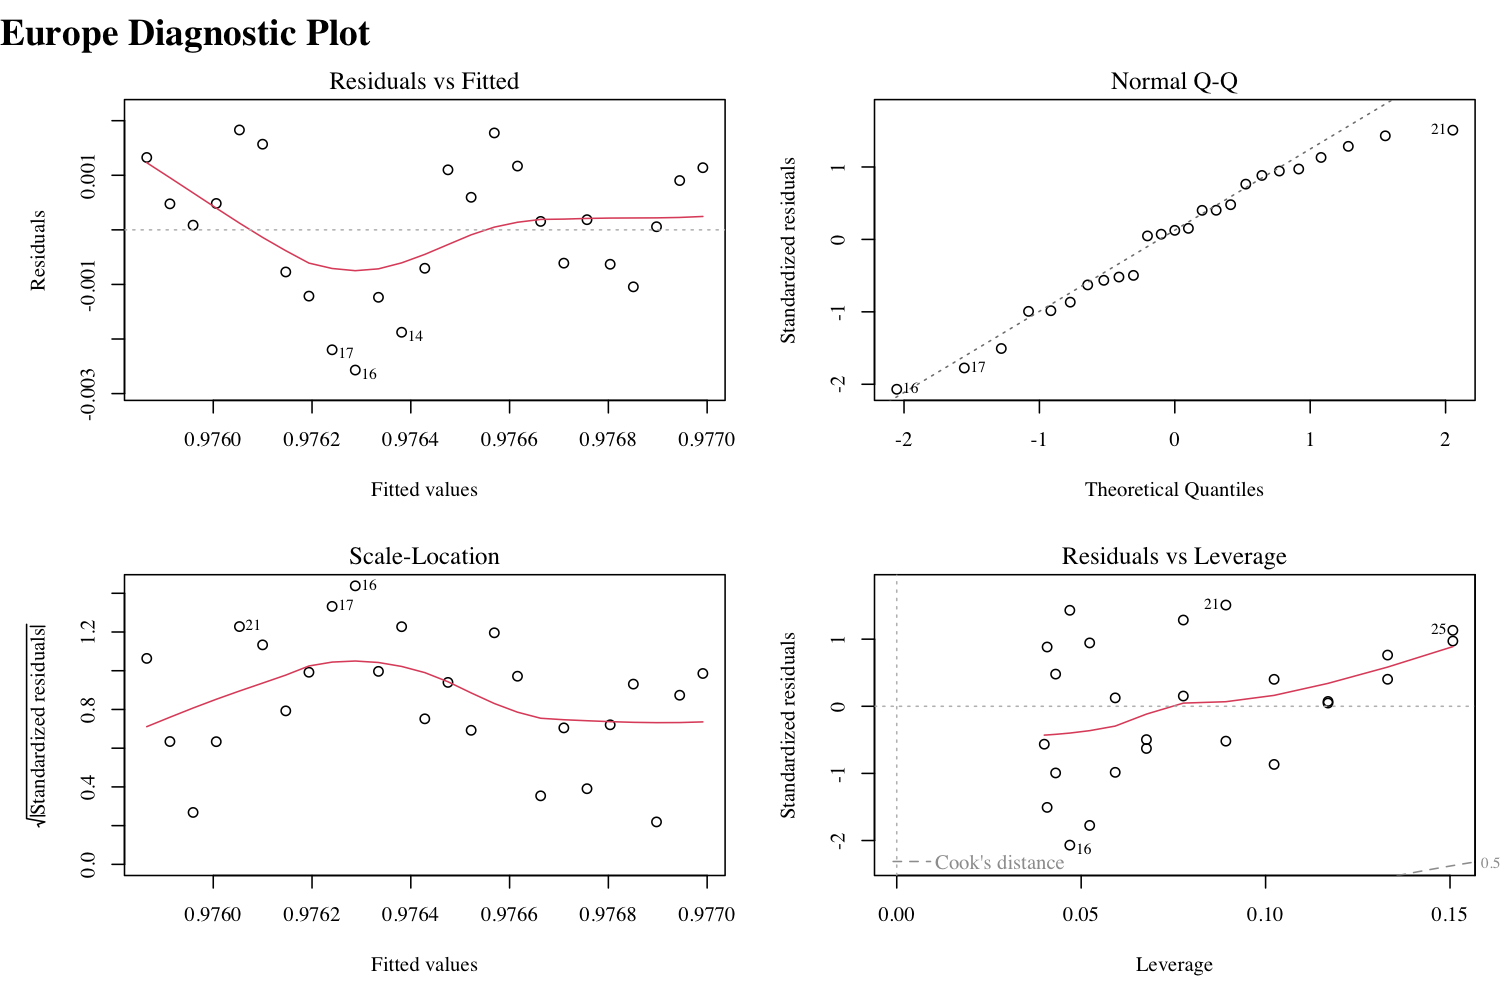 Europe Diagnostic Plot
Residuals vs Fitted
Residuals
0.001
-0.001
-0.003
17
16
14
0.9760 0.9762 0.9764 0.9766 0.9768 0.9770
Fitted values
Normal Q-Q
Standardized residuals
1
0
-1
-2
21
17
16
-2 -1 0 1 2
Theoretical Quantiles
Scale-Location
√|Standardized residuals|
1.2
0.8
0.4
0.0
16
17
21
0.9760 0.9762 0.9764 0.9766 0.9768 0.9770
Fitted values
Residuals vs Leverage
Standardized residuals
1
0
-1
-2
21
25
16
Cook's distance
0.5
0.00 0.05 0.10 0.15
Leverage